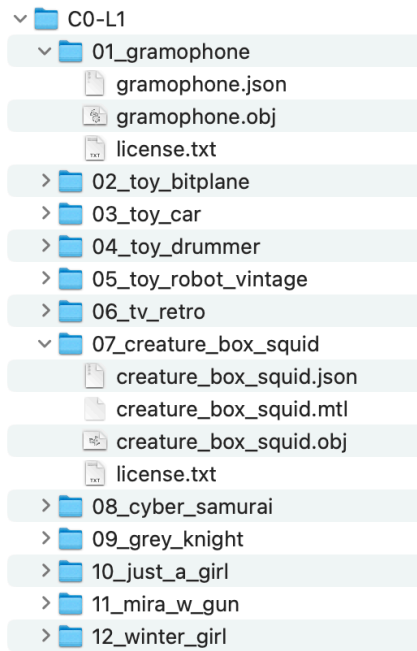 C0-L1
01_gramophone
gramophone.json
gramophone.obj
license.txt
02_toy_bitplane
03_toy_car
04_toy_drummer
05_toy_robot_vintage
06_tv_retro
07_creature_box_squid
creature_box_squid.json
creature_box_squid.mtl
creature_box_squid.obj
license.txt
08_cyber_samurai
09_grey_knight
10_just_a_girl
11_mira_w_gun
12_winter_girl